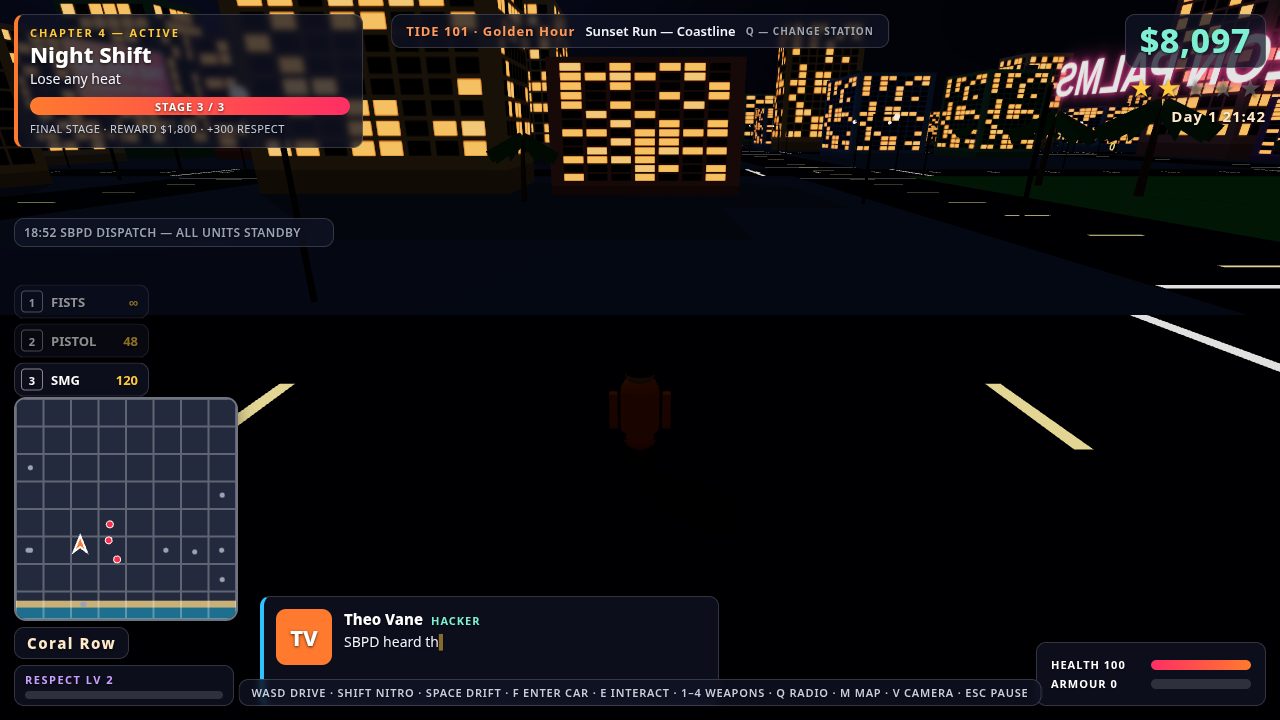 CHAPTER 4 — ACTIVE
Night Shift
Lose any heat
STAGE 3 / 3
FINAL STAGE · REWARD $1,800 · +300 RESPECT
TIDE 101 · Golden Hour Sunset Run — Coastline Q — CHANGE STATION
$8,097
Day 1 21:42
18:52 SBPD DISPATCH — ALL UNITS STANDBY
1 FISTS ∞
2 PISTOL 48
3 SMG 120
Coral Row
RESPECT LV 2
TV
Theo Vane HACKER
SBPD heard th
WASD DRIVE · SHIFT NITRO · SPACE DRIFT · F ENTER CAR · E INTERACT · 1–4 WEAPONS · Q RADIO · M MAP · V CAMERA · ESC PAUSE
HEALTH 100
ARMOUR 0